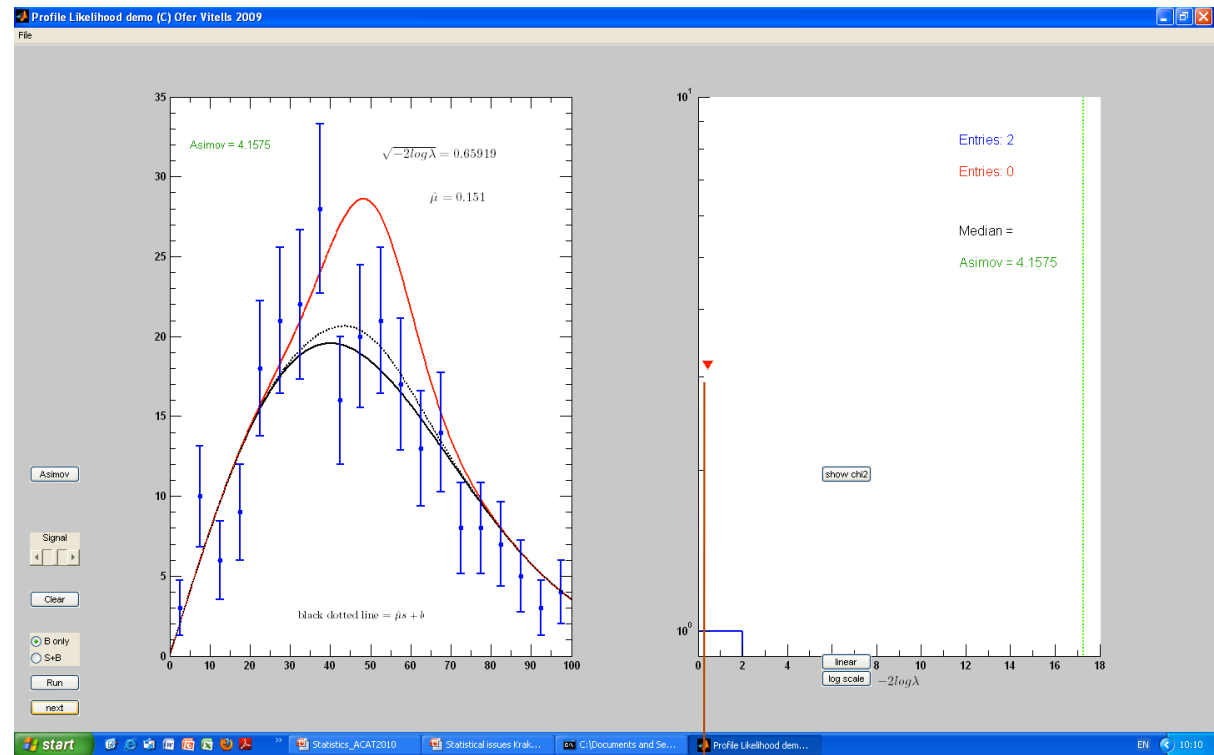 Profile Likelihood demo (C) Ofer Vitells 2009
File
35
30
25
20
15
10
5
0
Asimov = 4.1575
√−2logλ = 0.65919
μ̂ = 0.151
black dotted line = μ̂s + b
0 10 20 30 40 50 60 70 80 90 100
Asimov
Signal
Clear
B only
S+B
Run
next
10¹
10⁰
Entries: 2
Entries: 0
Median =
Asimov = 4.1575
show chi2
0 2 4 8 10 12 14 16 18
linear
log scale
−2logλ
start
Statistics_ACAT2010
Statistical issues Krak...
C:\Documents and Se...
Profile Likelihood dem...
EN
10:10